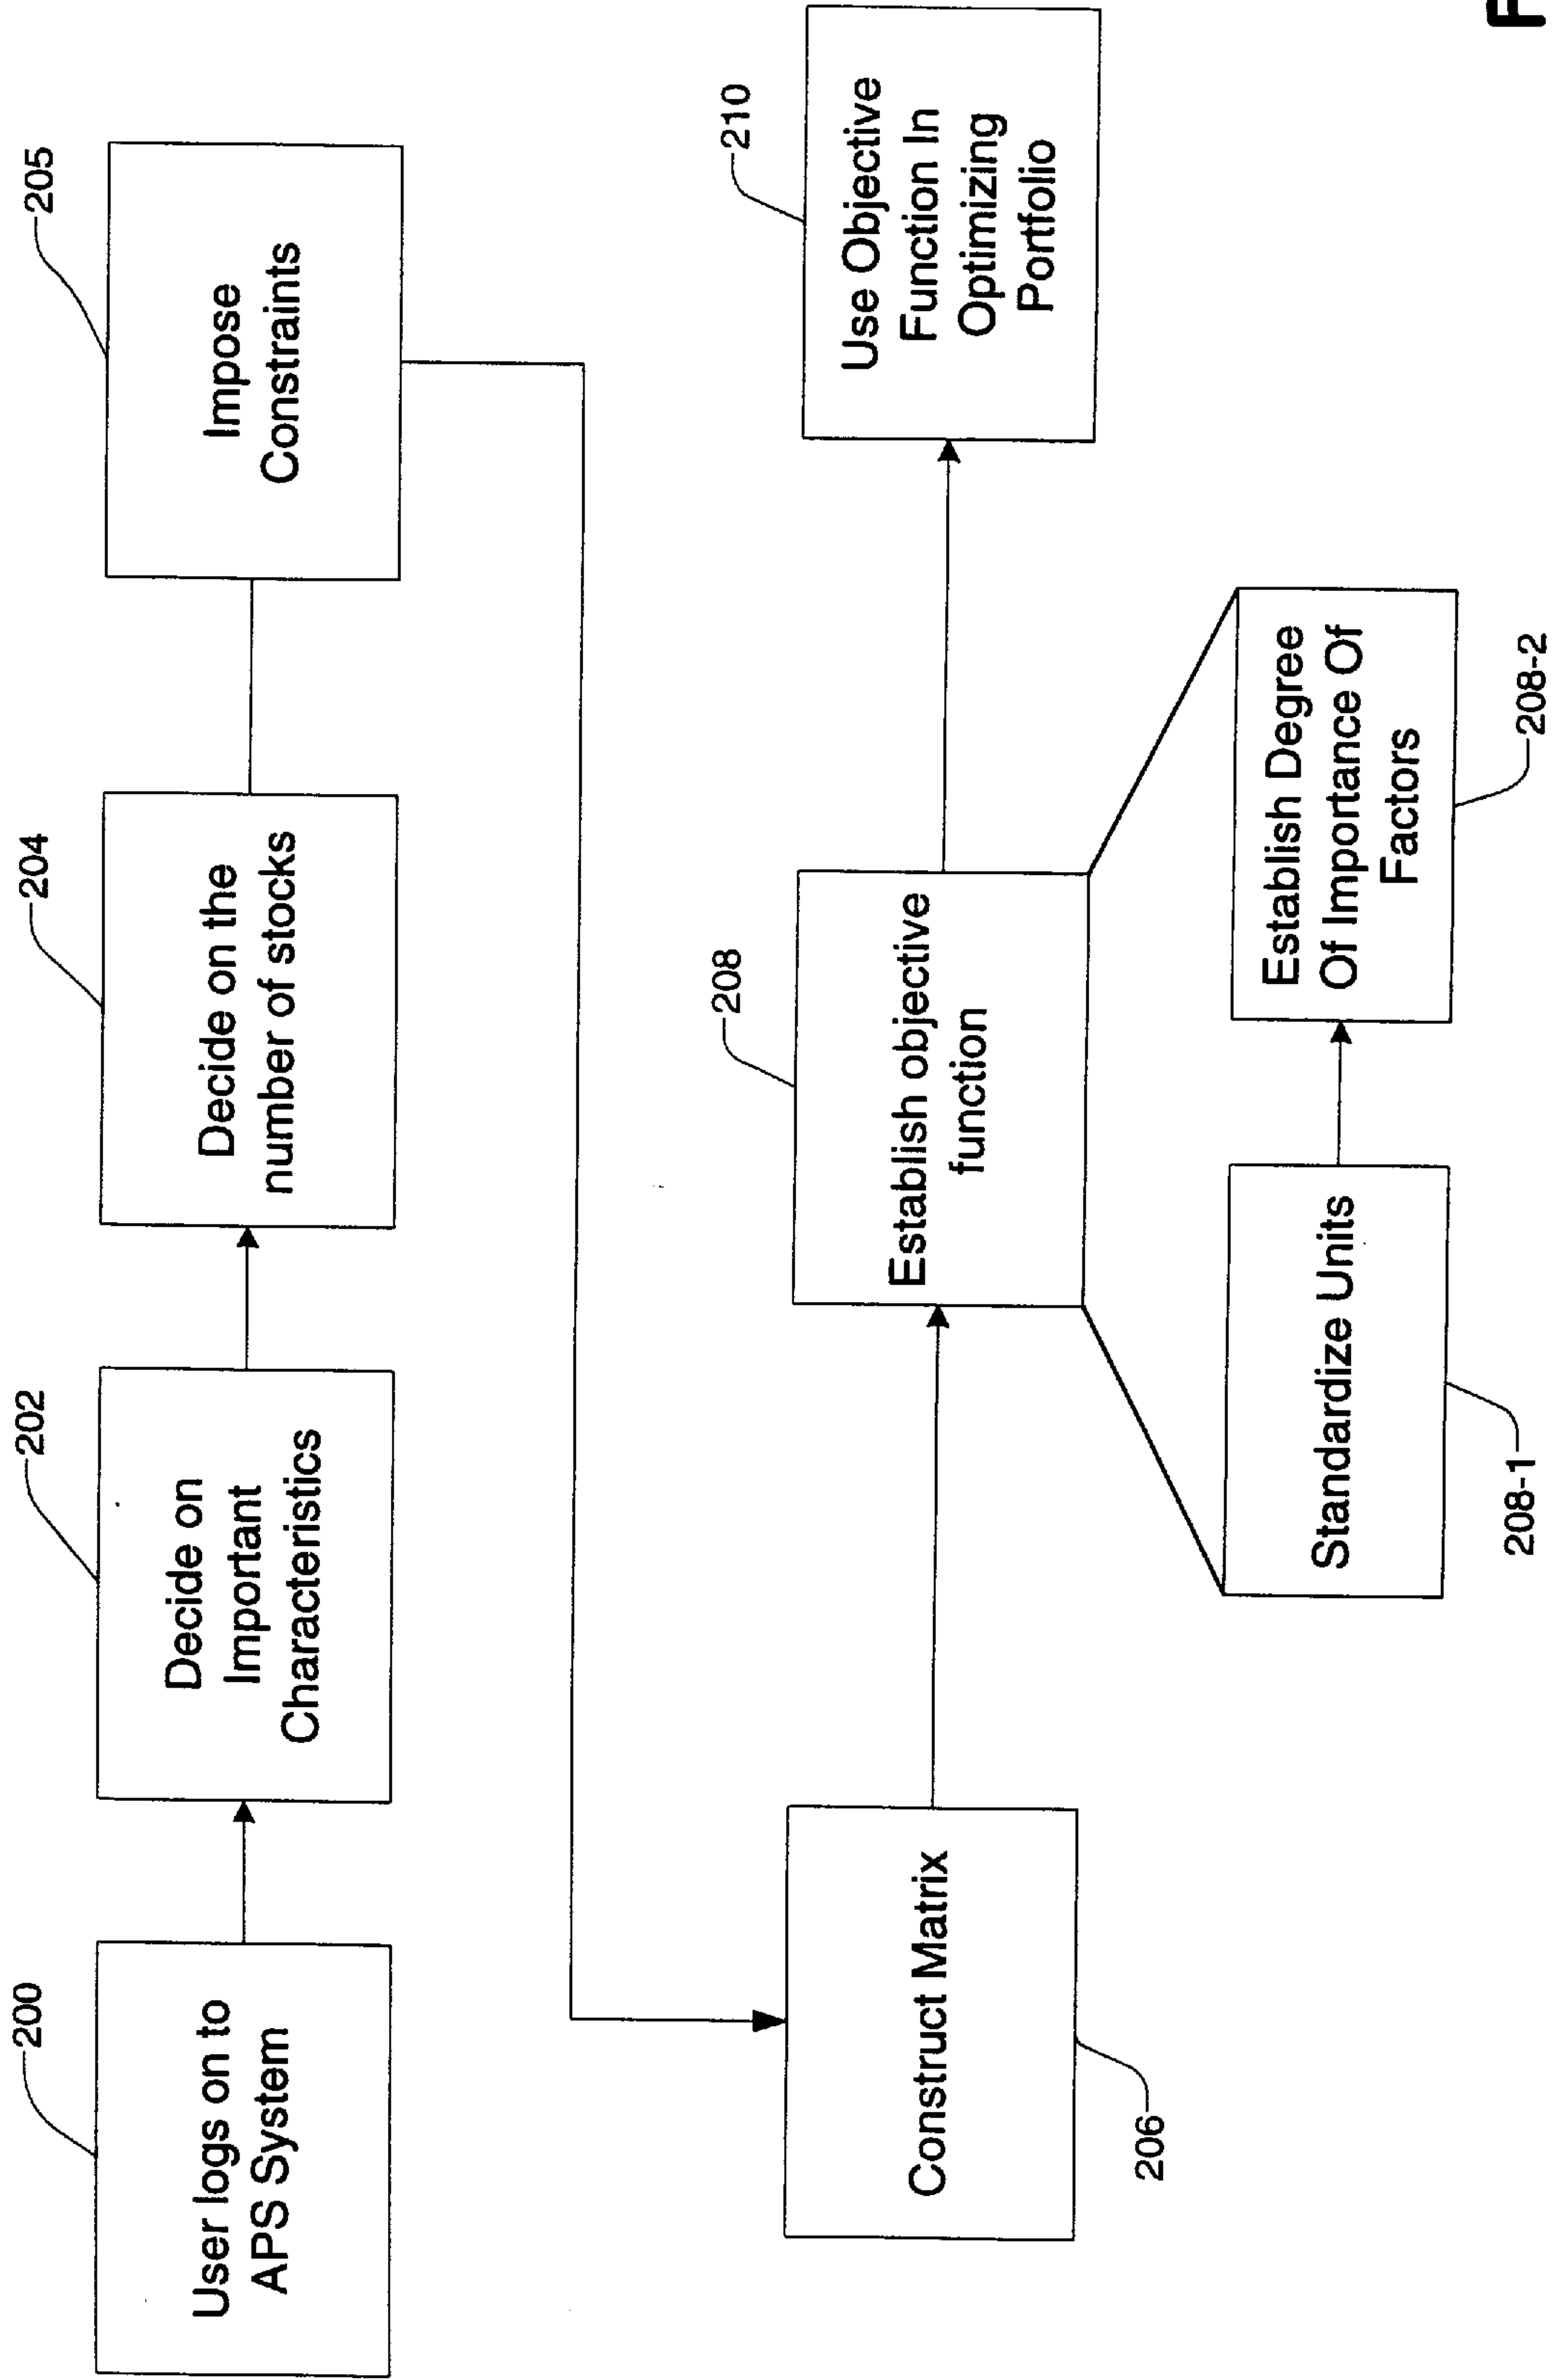 200
User logs on to
APS System
202
Decide on
Important
Characteristics
204
Decide on the
number of stocks
205
Impose
Constraints
206
Construct Matrix
208
Establish objective
function
208-1
Standardize Units
208-2
Establish Degree
Of Importance Of
Factors
210
Use Objective
Function In
Optimizing
Portfolio